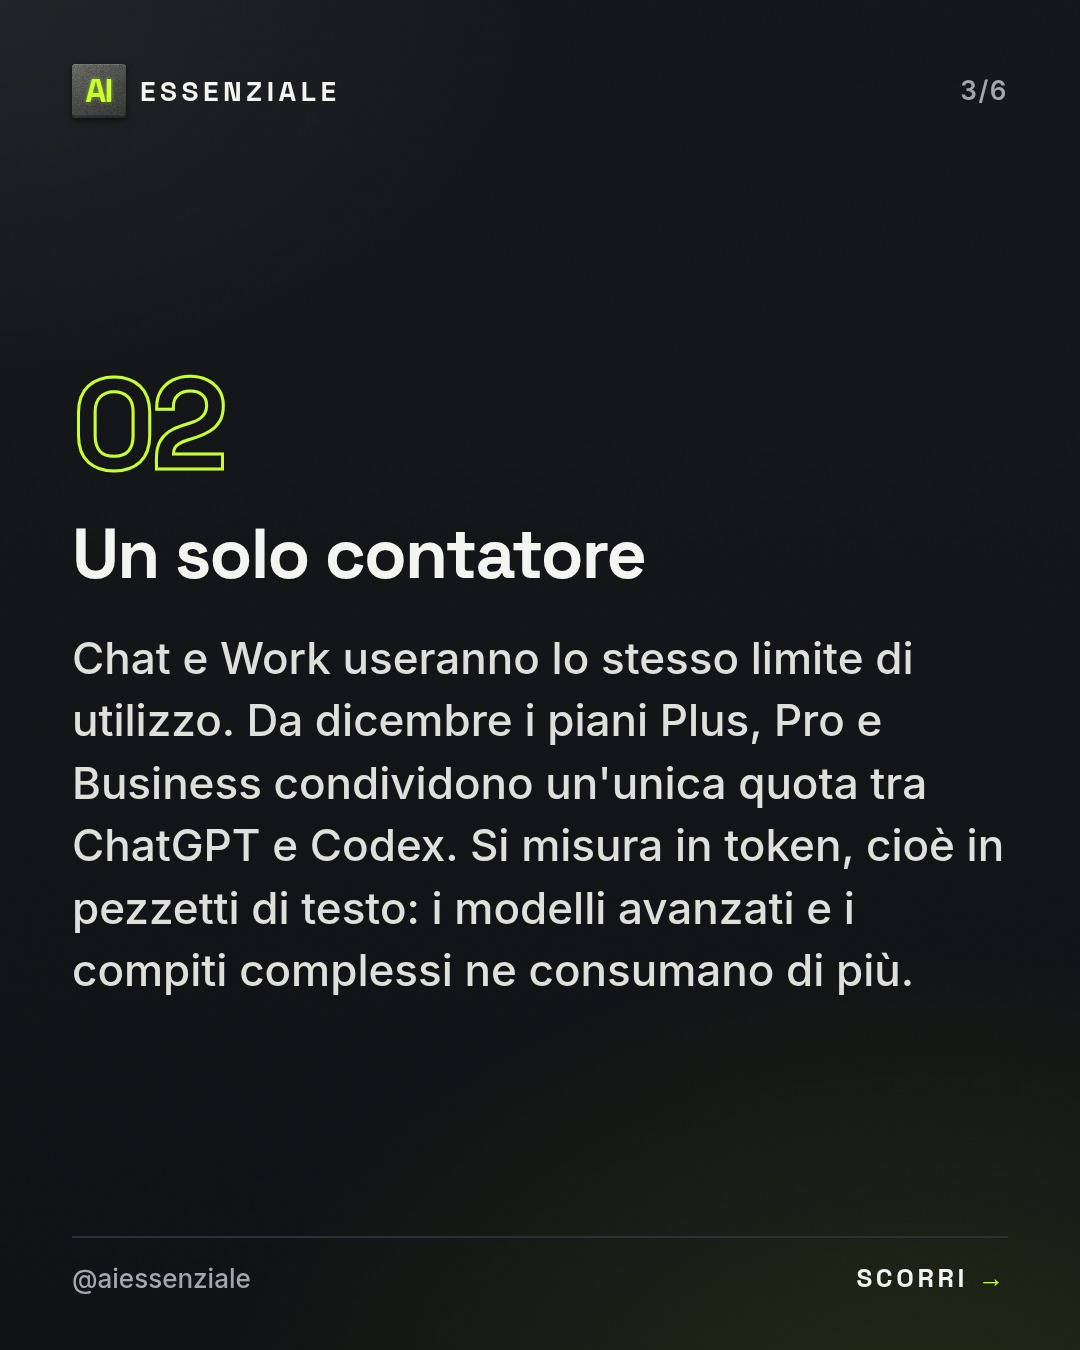 AI ESSENZIALE
3/6
02
Un solo contatore
Chat e Work useranno lo stesso limite di
utilizzo. Da dicembre i piani Plus, Pro e
Business condividono un'unica quota tra
ChatGPT e Codex. Si misura in token, cioè in
pezzetti di testo: i modelli avanzati e i
compiti complessi ne consumano di più.
@aiessenziale
SCORRI →